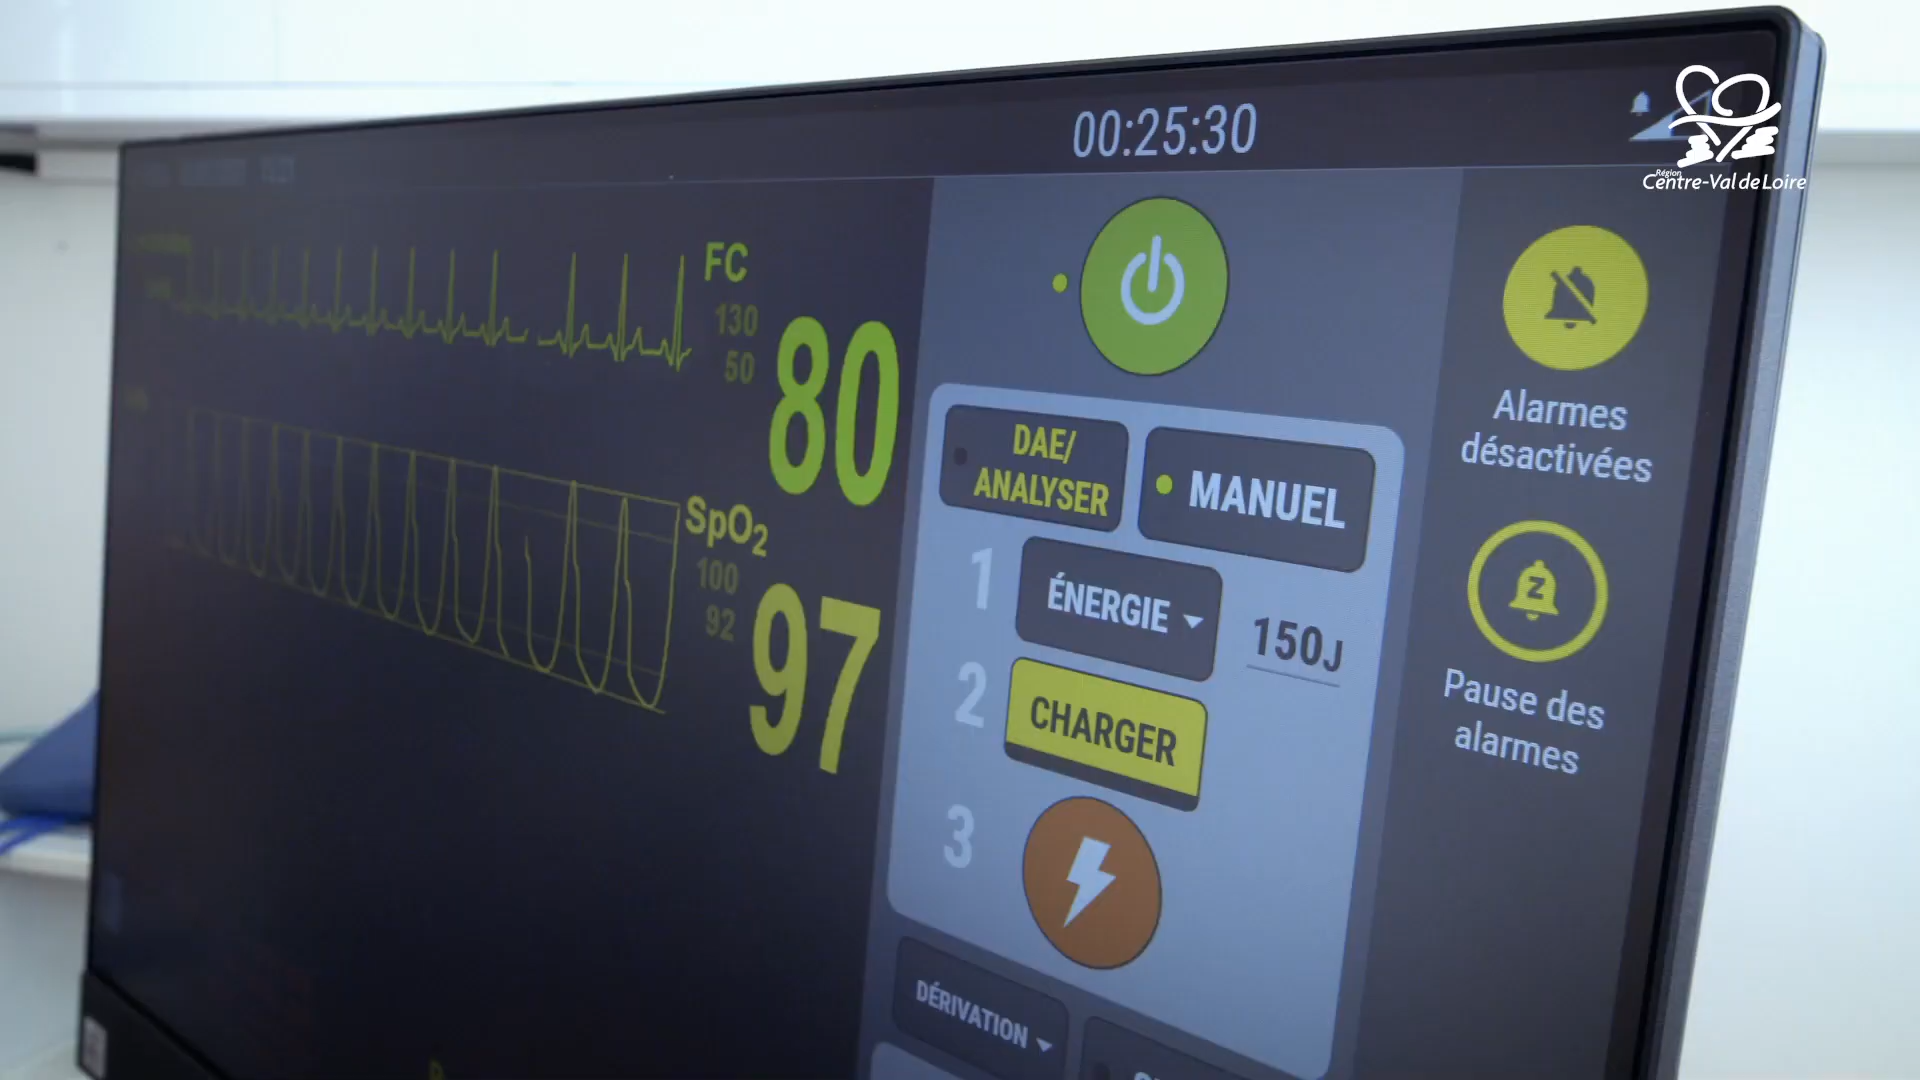 00:25:30
Région
Centre-Val de Loire
FC
130
50
80
SpO2
100
92
97
DAE/
ANALYSER
MANUEL
1
ÉNERGIE
150J
2
CHARGER
3
DÉRIVATION
Alarmes
désactivées
Z
Pause des
alarmes